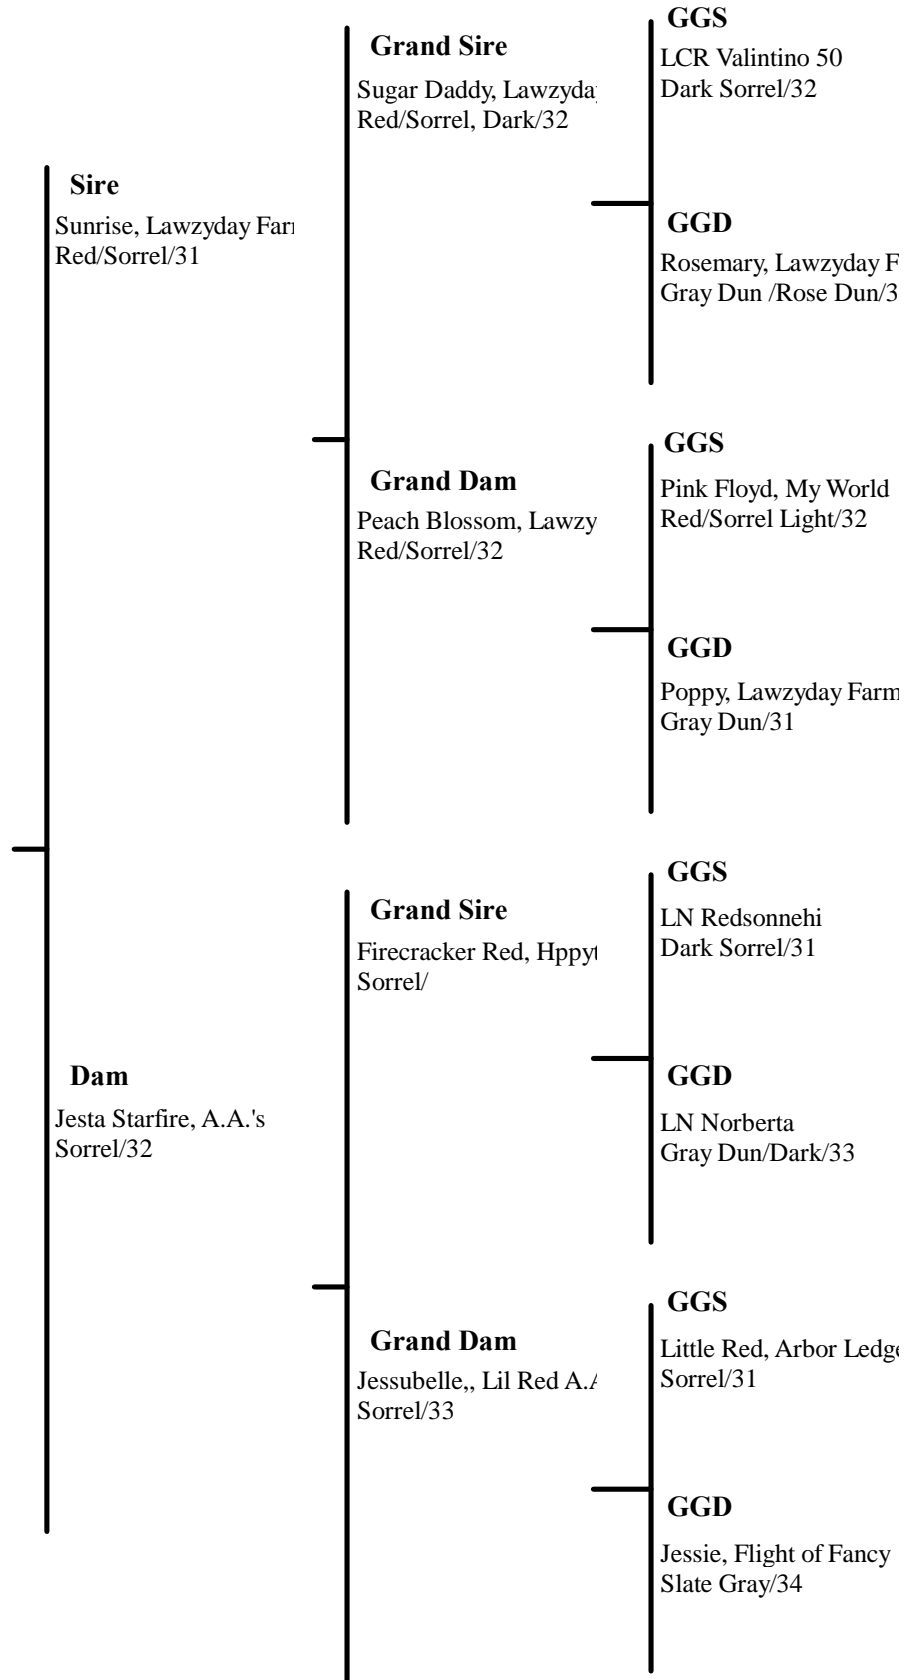 Sire
Sunrise, Lawzyday
Red/Sorrel/31
Dam
Jesta Starfire, A.A.'s
Sorrel/32
Grand Sire
Sugar Daddy,
Red/Sorrel, Dark/32
Grand Dam
Peach Blossom, Lawzy
Red/Sorrel/32
Grand Sire
Firecracker Red,
Sorrel/
Grand Dam
Jessubelle,, Lil Red
Sorrel/33
GGS
LCR Valintino 50
Dark Sorrel/32
GGD
Rosemary, Lawzyday F
Gray Dun /Rose Dun/3
GGS
Pink Floyd, My World
Red/Sorrel Light/32
GGD
Poppy, Lawzyday Farm
Gray Dun/31
GGS
LN Redsonnehi
Dark Sorrel/31
GGD
LN Norberta
Gray Dun/Dark/33
GGS
Little Red, Arbor Ledge
Sorrel/31
GGD
Jessie, Flight of Fancy
Slate Gray/34